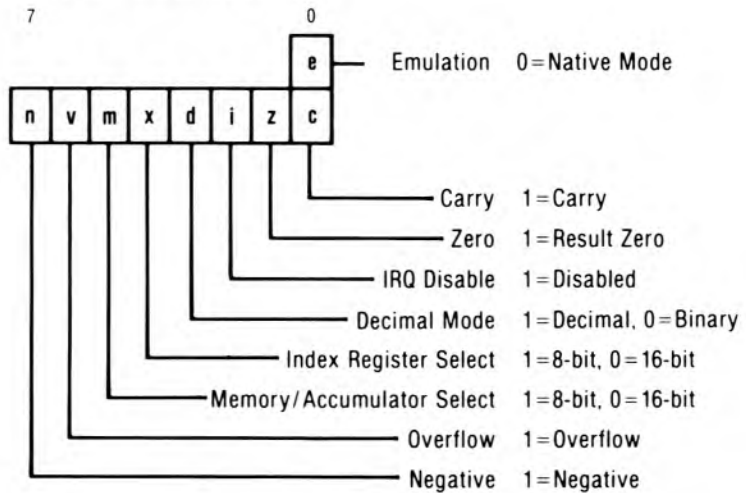 7 0
e Emulation 0=Native Mode
n v m x d i z c
Carry 1=Carry
Zero 1=Result Zero
IRQ Disable 1=Disabled
Decimal Mode 1=Decimal, 0=Binary
Index Register Select 1=8-bit, 0=16-bit
Memory/Accumulator Select 1=8-bit, 0=16-bit
Overflow 1=Overflow
Negative 1=Negative